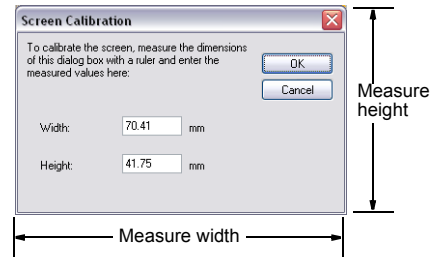 Screen Calibration
To calibrate the screen, measure the dimensions
of this dialog box with a ruler and enter the
measured values here:
OK
Cancel
Width: 70.41 mm
Height: 41.75 mm
Measure
height
Measure width